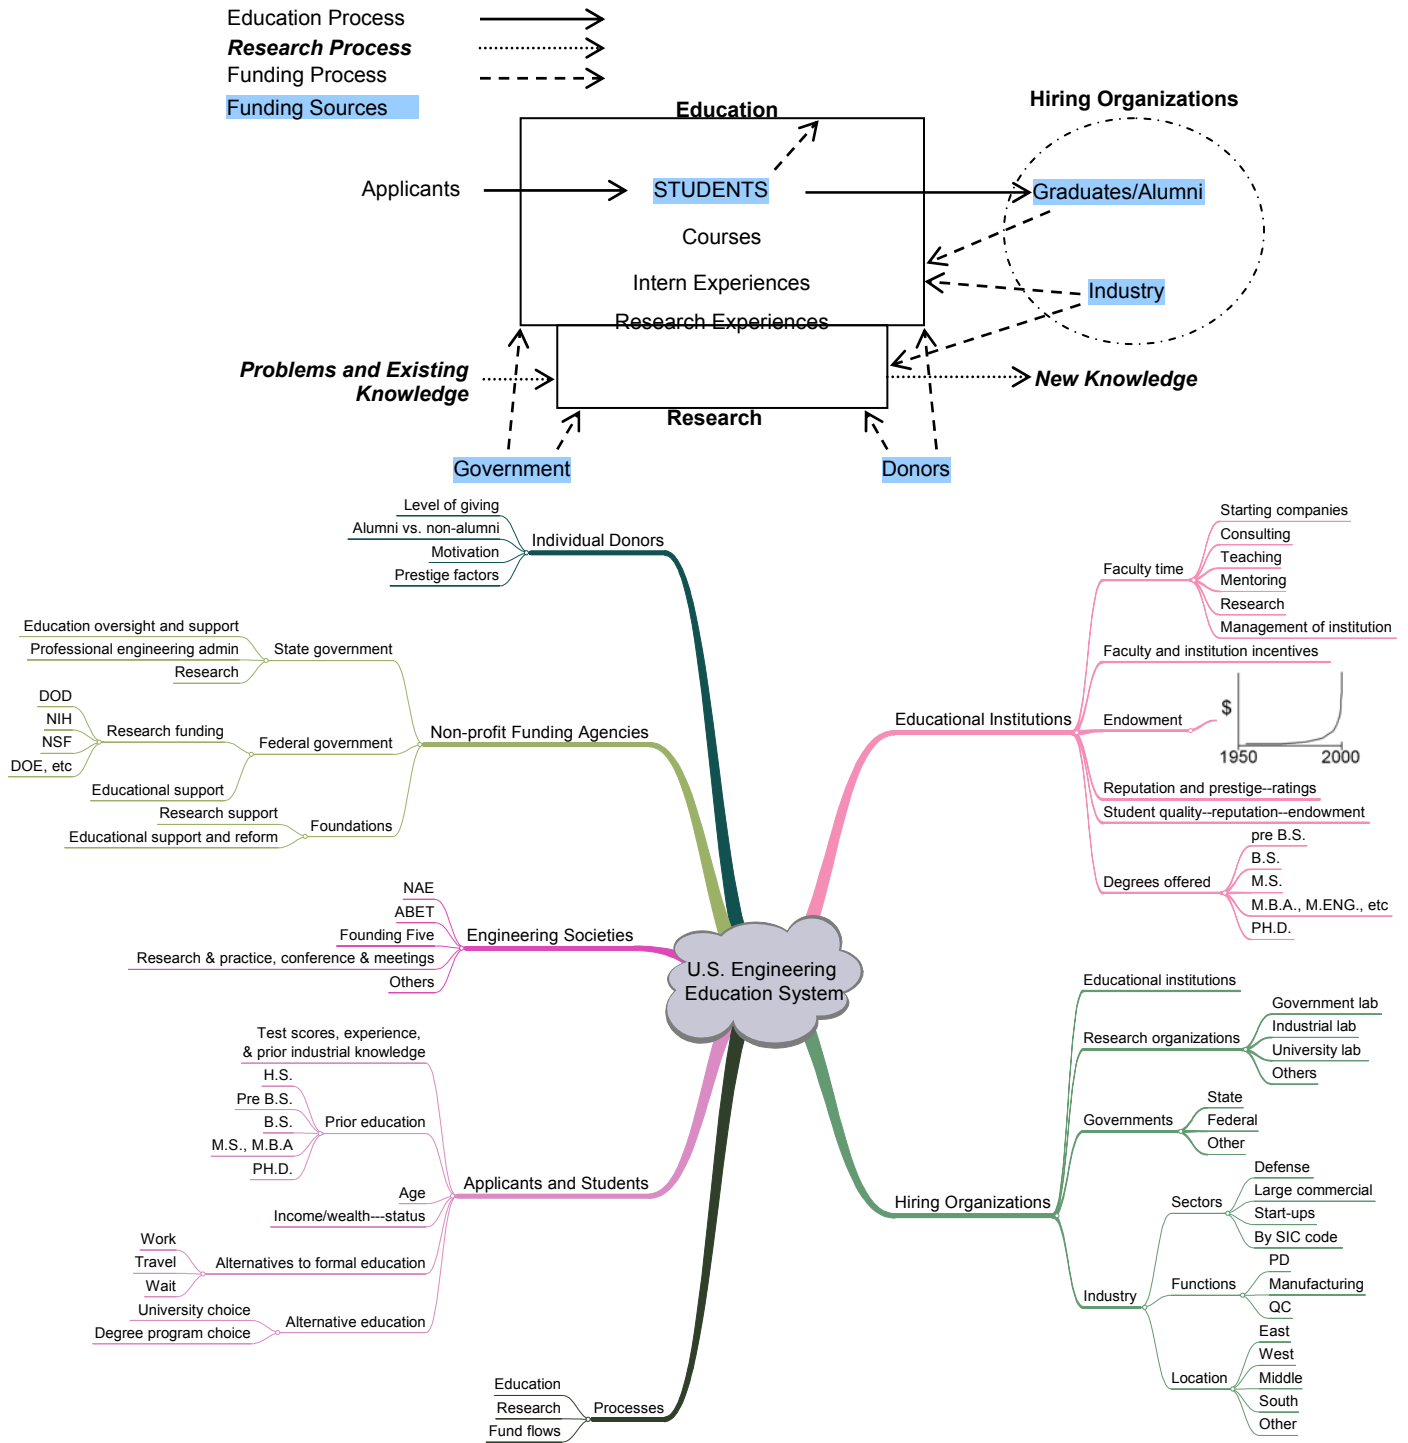 Education Process
Research Process
Funding Process
Funding Sources
Education
Hiring Organizations
Applicants
STUDENTS
Graduates/Alumni
Courses
Intern Experiences
Industry
Research Experiences
Problems and Existing
Knowledge
New Knowledge
Research
Government
Donors
Level of giving
Alumni vs. non-alumni
Motivation
Prestige factors
Individual Donors
Education oversight and support
Professional engineering admin
Research
State government
DOD
NIH
NSF
DOE, etc
Research funding
Educational support
Federal government
Research support
Educational support and reform
Foundations
Non-profit Funding Agencies
NAE
ABET
Founding Five
Research & practice, conference & meetings
Others
Engineering Societies
U.S. Engineering
Education System
Test scores, experience,
& prior industrial knowledge
H.S.
Pre B.S.
B.S.
M.S., M.B.A
PH.D.
Prior education
Age
Income/wealth---status
Work
Travel
Wait
Alternatives to formal education
University choice
Degree program choice
Alternative education
Applicants and Students
Education
Research
Fund flows
Processes
Educational Institutions
Faculty time
Starting companies
Consulting
Teaching
Mentoring
Research
Management of institution
Faculty and institution incentives
Endowment
$
1950
2000
Reputation and prestige--ratings
Student quality--reputation--endowment
Degrees offered
pre B.S.
B.S.
M.S.
M.B.A., M.ENG., etc
PH.D.
Hiring Organizations
Educational institutions
Research organizations
Government lab
Industrial lab
University lab
Others
Governments
State
Federal
Other
Industry
Sectors
Defense
Large commercial
Start-ups
By SIC code
Functions
PD
Manufacturing
QC
Location
East
West
Middle
South
Other